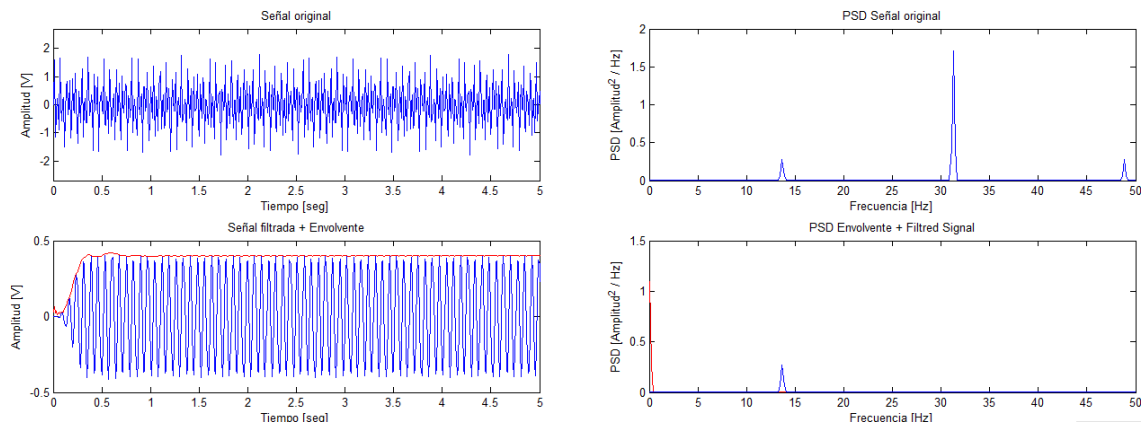 Señal original
Amplitud [V]
2
1
0
-1
-2
0 0.5 1 1.5 2 2.5 3 3.5 4 4.5 5
Tiempo [seg]
PSD Señal original
PSD [Amplitud² / Hz]
2
1.5
1
0.5
0
0 5 10 15 20 25 30 35 40 45 50
Frecuencia [Hz]
Señal filtrada + Envolvente
Amplitud [V]
0.5
0
-0.5
0 0.5 1 1.5 2 2.5 3 3.5 4 4.5 5
Tiempo [seg]
PSD Envolvente + Filtred Signal
PSD [Amplitud² / Hz]
1.5
1
0.5
0
0 5 10 15 20 25 30 35 40 45 50
Frecuencia [Hz]